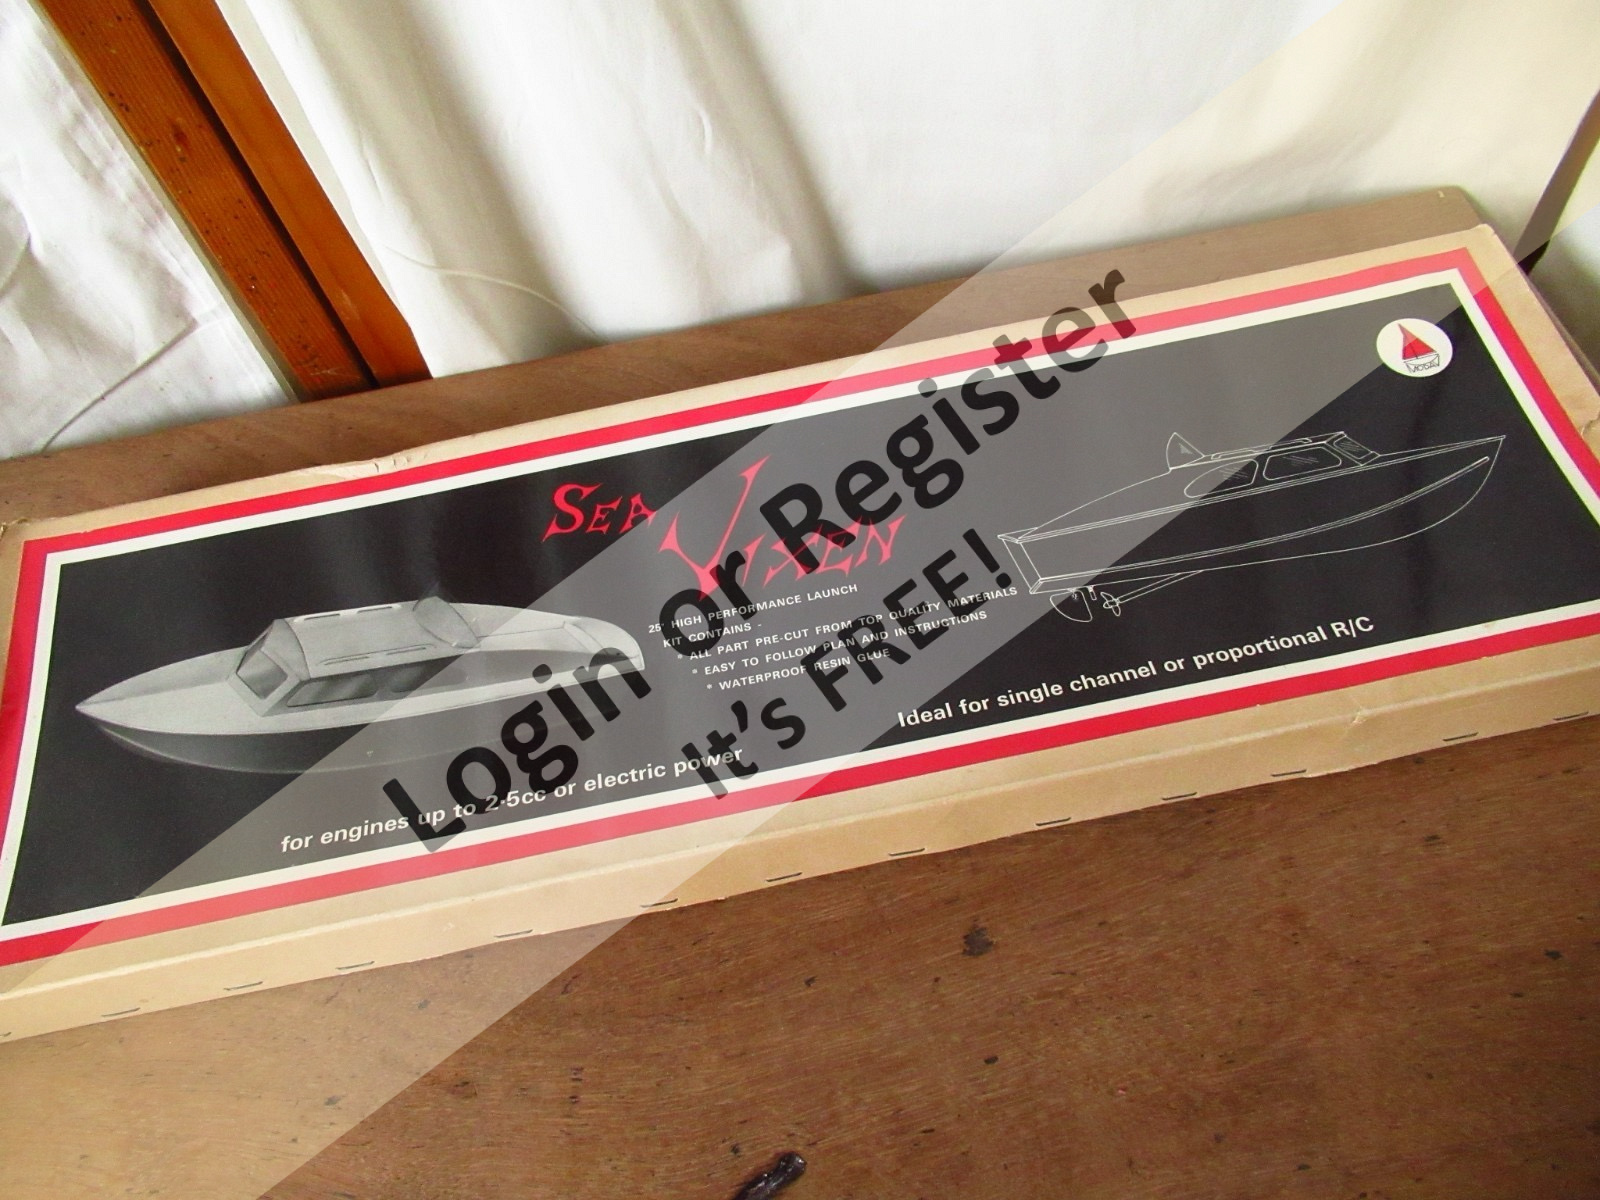 SEA
VIXEN
25" HIGH PERFORMANCE LAUNCH
KIT CONTAINS -
* ALL PART PRE-CUT FROM TOP QUALITY MATERIALS
* EASY TO FOLLOW PLAN AND INSTRUCTIONS
* WATERPROOF RESIN GLUE
for engines up to 2·5cc or electric power
Ideal for single channel or proportional R/C
Login or Register
It's FREE!